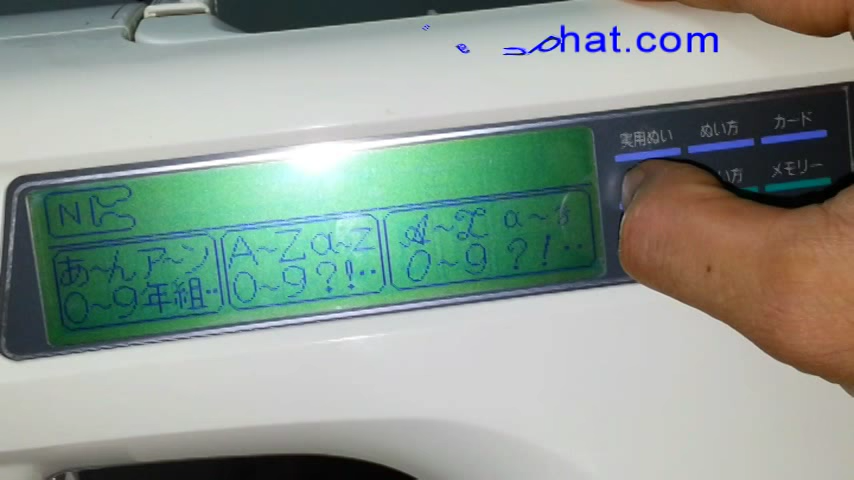 hat.com
実用ぬい ぬい方 カード
い方 メモリー
N
あ~んア~ン A~Z a~z A~Z a~z
0~9年組‥ 0~9?!‥ 0~9?!‥